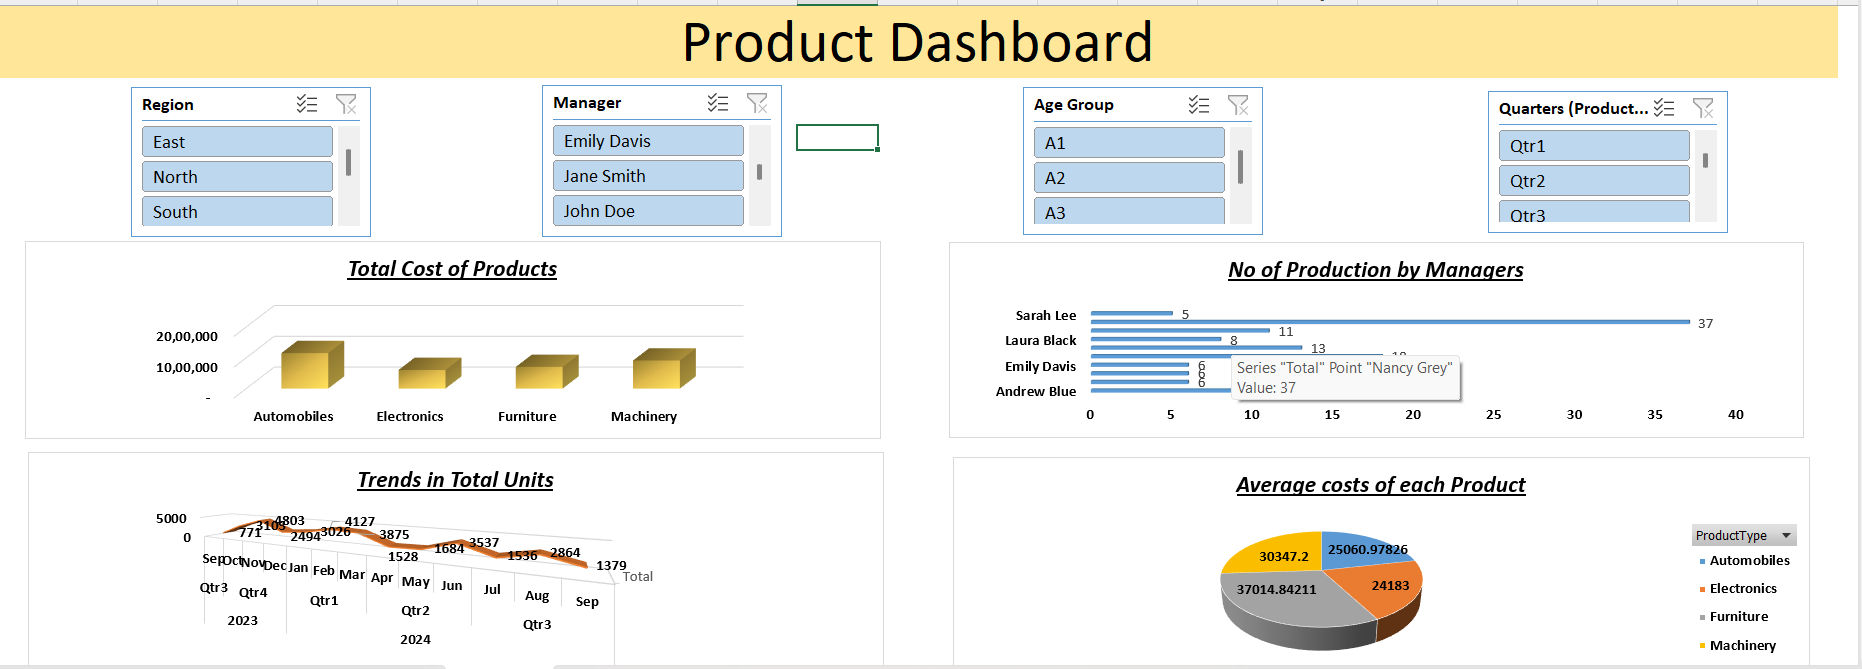 Product Dashboard
Region
East
North
South
Manager
Emily Davis
Jane Smith
John Doe
Age Group
A1
A2
A3
Quarters (Product...
Qtr1
Qtr2
Qtr3
Total Cost of Products
20,00,000
10,00,000
-
Automobiles Electronics Furniture Machinery
No of Production by Managers
Sarah Lee 5
37
11
Laura Black 8
13
Emily Davis 6
6
6
Andrew Blue
Series "Total" Point "Nancy Grey"
Value: 37
0 5 10 15 20 25 30 35 40
Trends in Total Units
5000
0
771 3103 4803 2494 3026 4127 3875 1528 1684 3537 1536 2864 1379
Total
Sep Oct Nov Dec Jan Feb Mar Apr May Jun Jul Aug Sep
Qtr3 Qtr4 Qtr1 Qtr2 Qtr3
2023 2024
Average costs of each Product
30347.2 25060.97826
37014.84211 24183
ProductType
Automobiles
Electronics
Furniture
Machinery